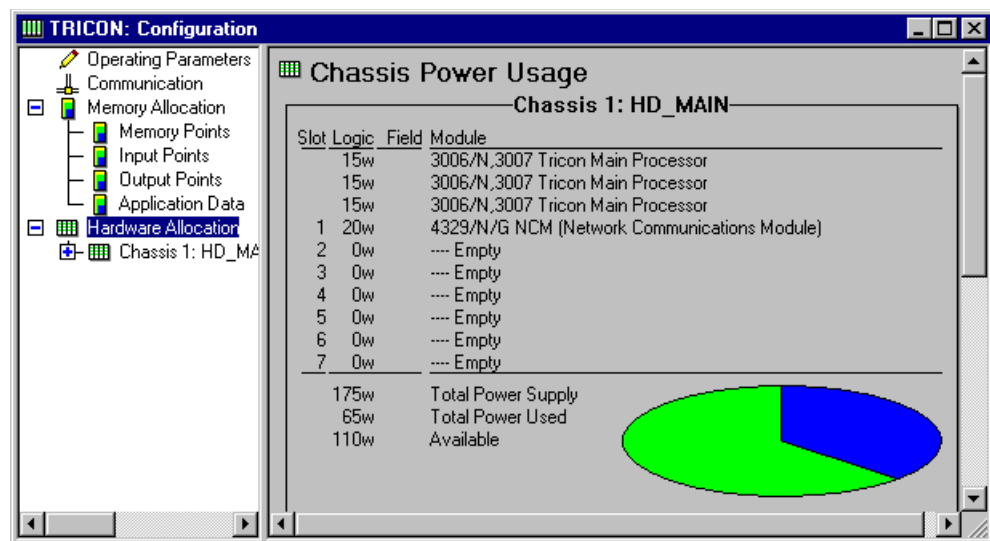 TRICON: Configuration
Operating Parameters
Communication
Memory Allocation
Memory Points
Input Points
Output Points
Application Data
Hardware Allocation
Chassis 1: HD_MA
Chassis Power Usage
Chassis 1: HD_MAIN
Slot Logic Field Module
15w 3006/N,3007 Tricon Main Processor
15w 3006/N,3007 Tricon Main Processor
15w 3006/N,3007 Tricon Main Processor
1 20w 4329/N/G NCM (Network Communications Module)
2 0w ---- Empty
3 0w ---- Empty
4 0w ---- Empty
5 0w ---- Empty
6 0w ---- Empty
7 0w ---- Empty
175w Total Power Supply
65w Total Power Used
110w Available